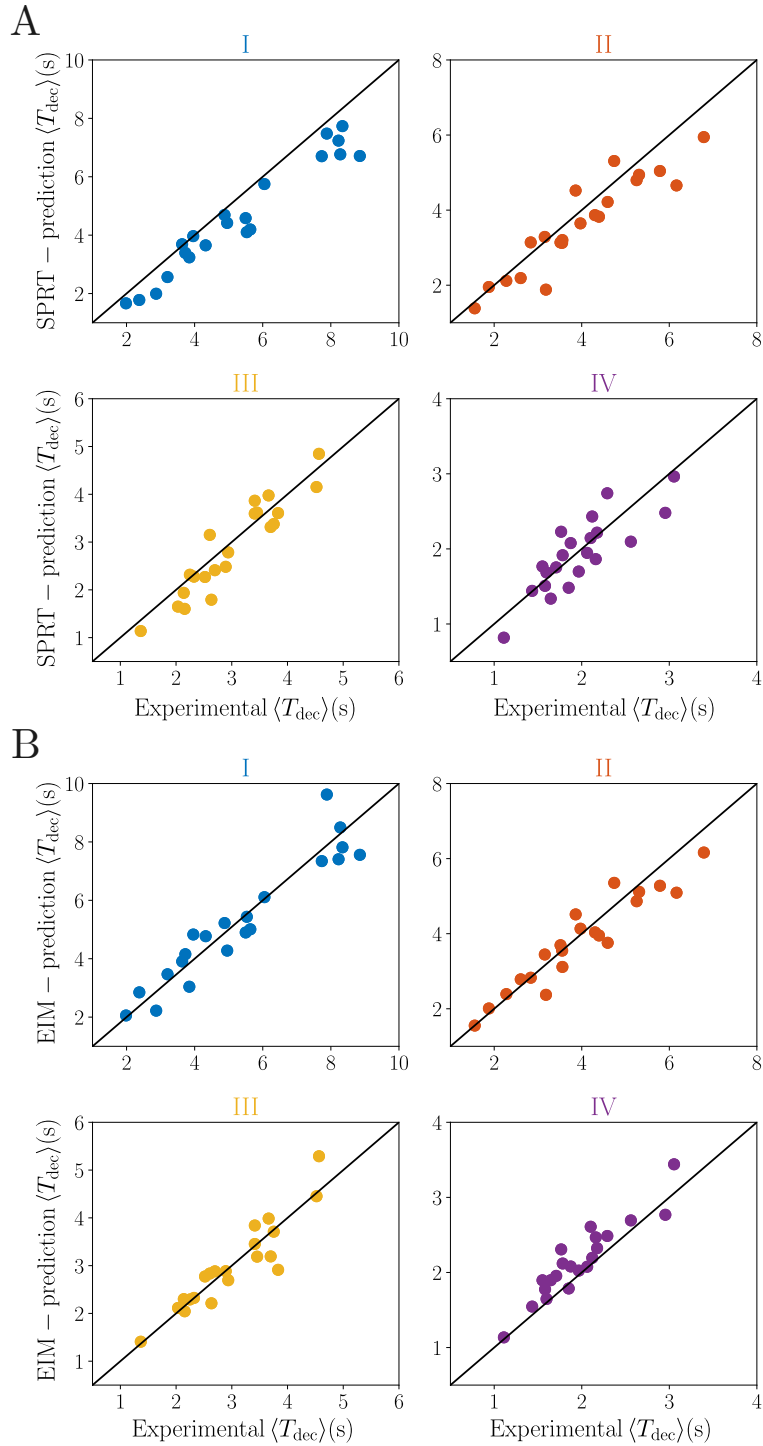 A
I
II
SPRT − prediction ⟨T_dec⟩(s)
10
8
6
4
2
2 4 6 8 10
8
6
4
2
2 4 6 8
III
IV
SPRT − prediction ⟨T_dec⟩(s)
6
5
4
3
2
1
1 2 3 4 5 6
4
3
2
1
1 2 3 4
Experimental ⟨T_dec⟩(s)
Experimental ⟨T_dec⟩(s)
B
I
II
EIM − prediction ⟨T_dec⟩(s)
10
8
6
4
2
2 4 6 8 10
8
6
4
2
2 4 6 8
III
IV
EIM − prediction ⟨T_dec⟩(s)
6
5
4
3
2
1
1 2 3 4 5 6
4
3
2
1
1 2 3 4
Experimental ⟨T_dec⟩(s)
Experimental ⟨T_dec⟩(s)